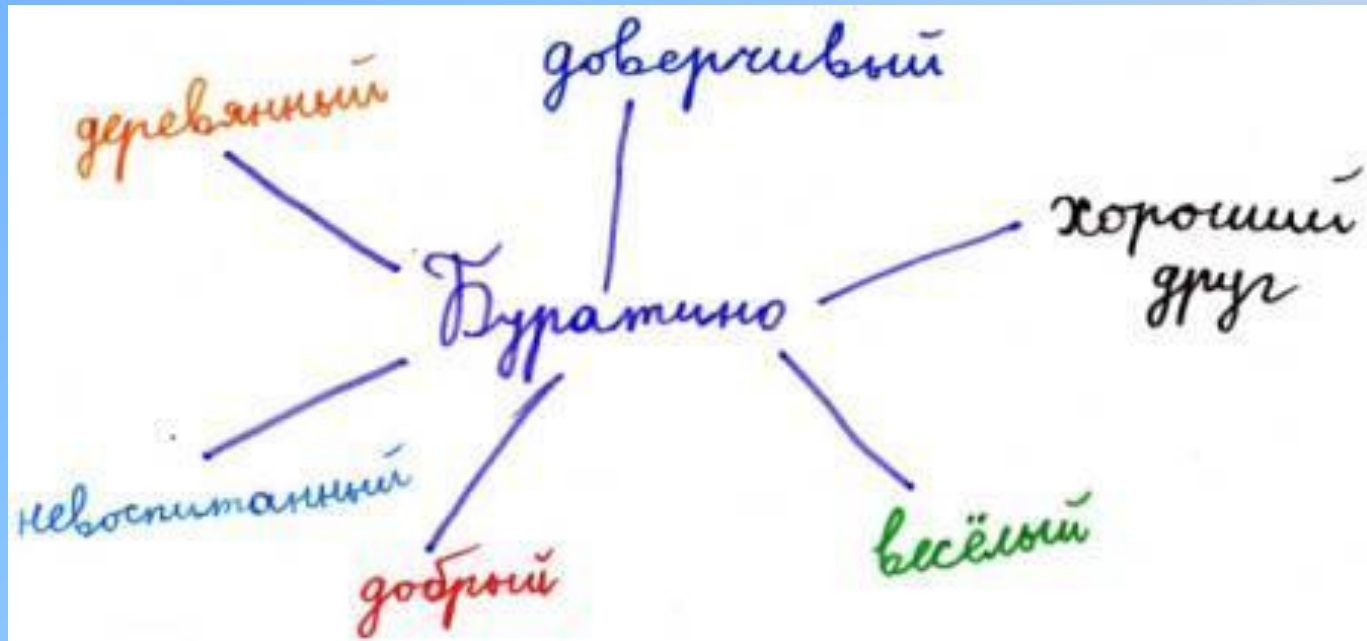 доверчивый
деревянный
хороший
друг
Буратино
невоспитанный
добрый
весёлый